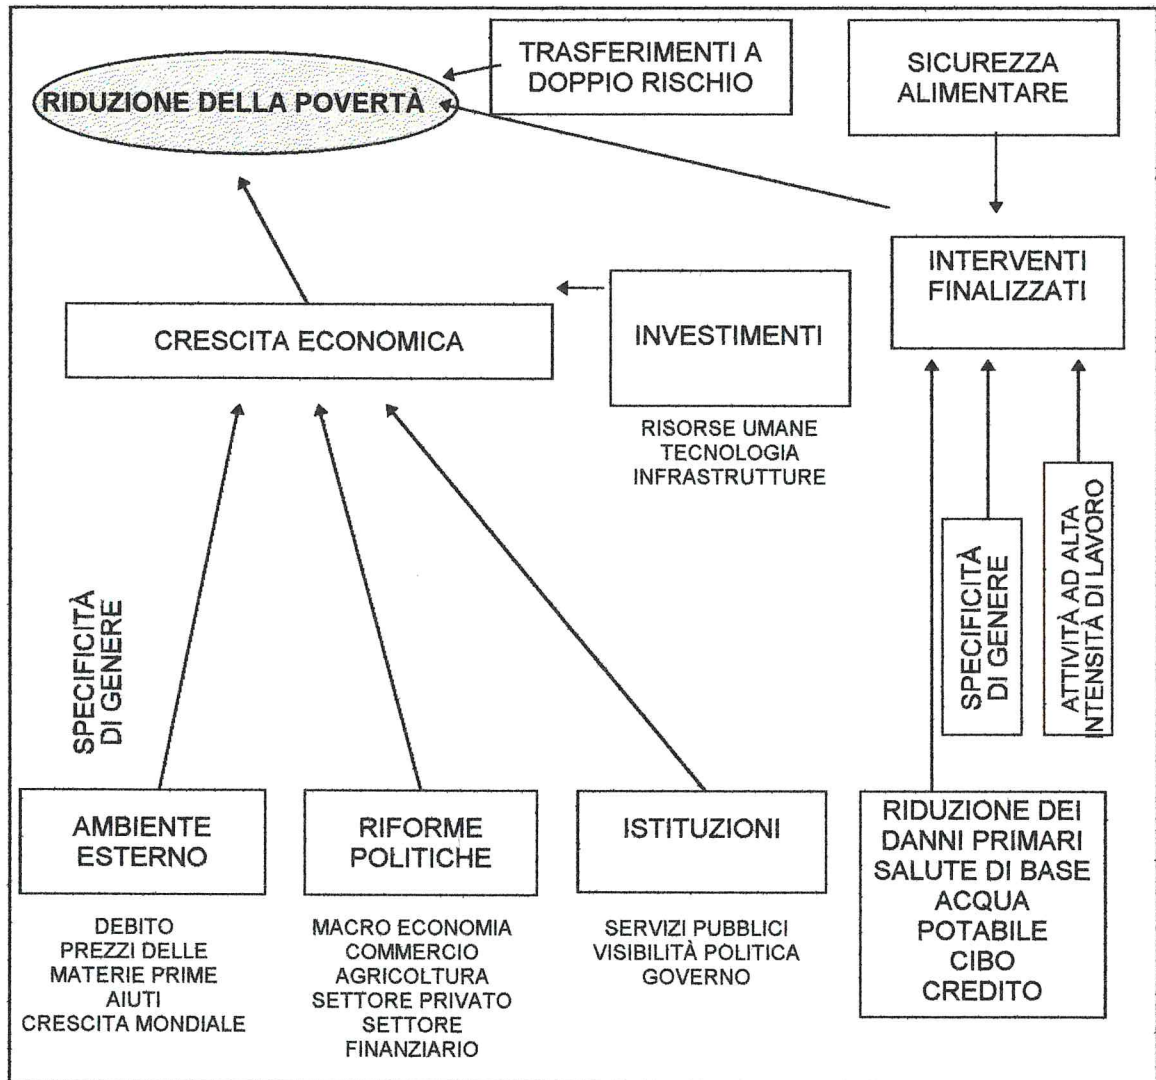 TRASFERIMENTI A
DOPPIO RISCHIO
SICUREZZA
ALIMENTARE
RIDUZIONE DELLA POVERTÀ
INTERVENTI
FINALIZZATI
CRESCITA ECONOMICA
INVESTIMENTI
RISORSE UMANE
TECNOLOGIA
INFRASTRUTTURE
SPECIFICITÀ
DI GENERE
SPECIFICITÀ
DI GENERE
ATTIVITÀ AD ALTA
INTENSITÀ DI LAVORO
AMBIENTE
ESTERNO
DEBITO
PREZZI DELLE
MATERIE PRIME
AIUTI
CRESCITA MONDIALE
RIFORME
POLITICHE
MACRO ECONOMIA
COMMERCIO
AGRICOLTURA
SETTORE PRIVATO
SETTORE
FINANZIARIO
ISTITUZIONI
SERVIZI PUBBLICI
VISIBILITÀ POLITICA
GOVERNO
RIDUZIONE DEI
DANNI PRIMARI
SALUTE DI BASE
ACQUA
POTABILE
CIBO
CREDITO